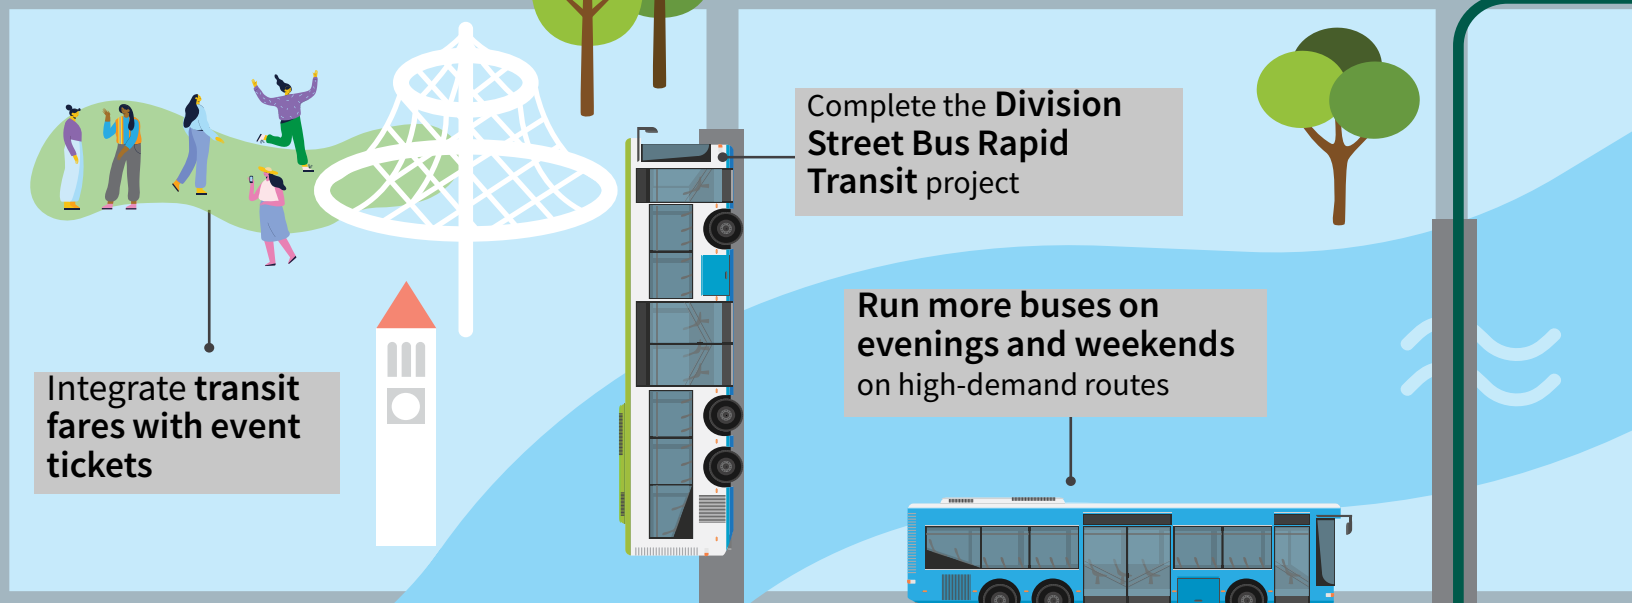 Complete the Division
Street Bus Rapid
Transit project
Run more buses on
evenings and weekends
on high-demand routes
Integrate transit
fares with event
tickets